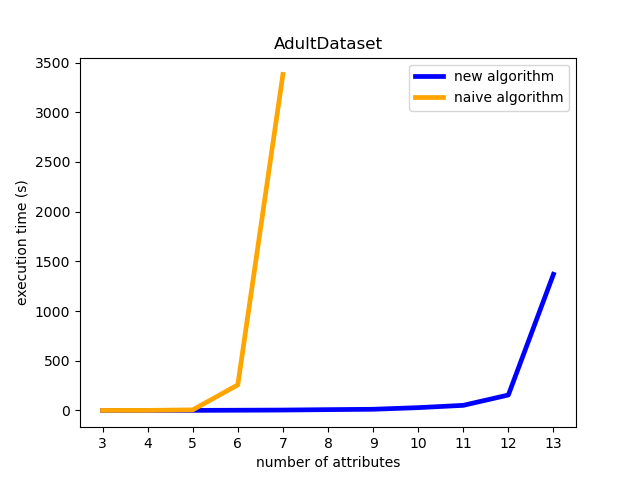 AdultDataset
new algorithm
naive algorithm
execution time (s)
3500
3000
2500
2000
1500
1000
500
0
3 4 5 6 7 8 9 10 11 12 13
number of attributes